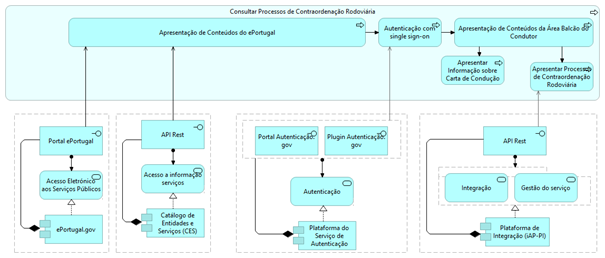 Consultar Processos de Contraordenação Rodoviária
Apresentação de Conteúdos do ePortugal
Autenticação com
single sign-on
Apresentação de Conteúdos da Área Balcão do
Condutor
Apresentar
Informação sobre
Carta de Condução
Apresentar Processos
de Contraordenação
Rodoviária
Portal ePortugal
API Rest
Portal Autenticação.
gov
Plugin Autenticação.
gov
API Rest
Acesso Eletrónico
aos Serviços Públicos
Acesso a informação
serviços
Autenticação
Integração
Gestão do serviço
ePortugal.gov
Catálogo de
Entidades e
Serviços (CES)
Plataforma do
Serviço de
Autenticação
Plataforma de
Integração (iAP-PI)